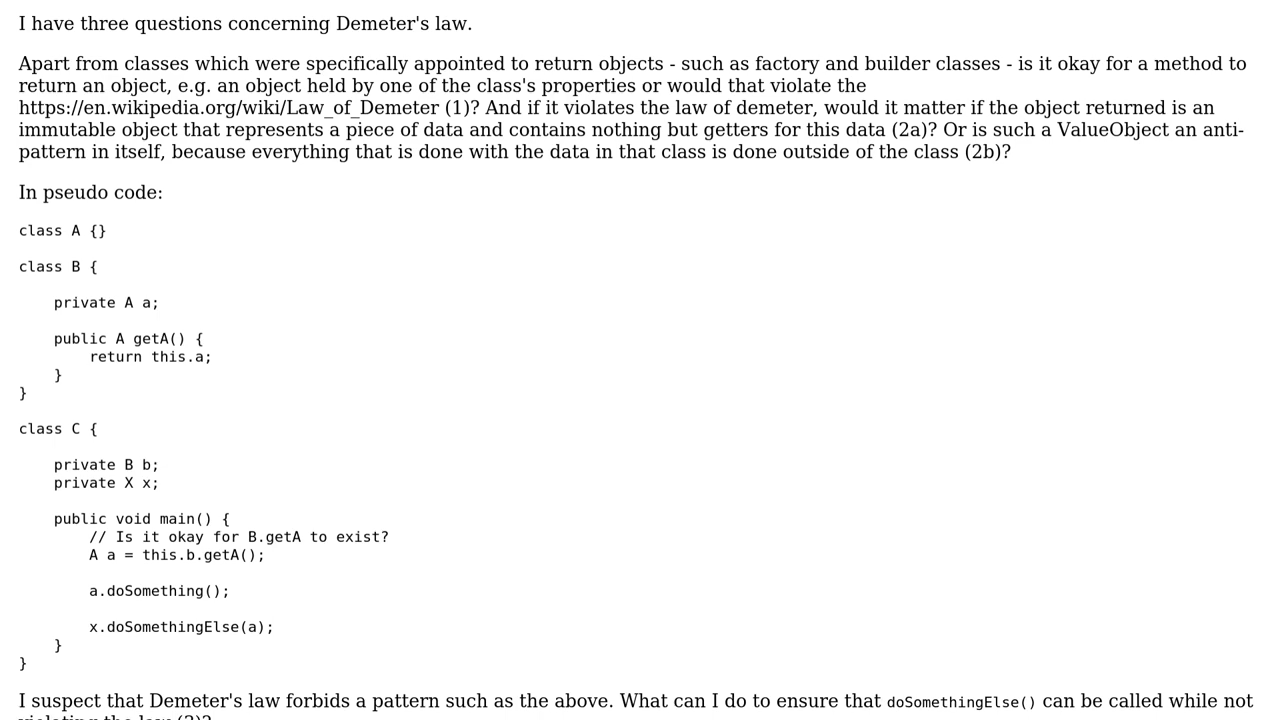 I have three questions concerning Demeter's law.
Apart from classes which were specifically appointed to return objects - such as factory and builder classes - is it okay for a method to
return an object, e.g. an object held by one of the class's properties or would that violate the
https://en.wikipedia.org/wiki/Law_of_Demeter (1)? And if it violates the law of demeter, would it matter if the object returned is an
immutable object that represents a piece of data and contains nothing but getters for this data (2a)? Or is such a ValueObject an anti-
pattern in itself, because everything that is done with the data in that class is done outside of the class (2b)?
In pseudo code:
class A {}
class B {
    private A a;
    public A getA() {
        return this.a;
    }
}
class C {
    private B b;
    private X x;
    public void main() {
        // Is it okay for B.getA to exist?
        A a = this.b.getA();
        a.doSomething();
        x.doSomethingElse(a);
    }
}
I suspect that Demeter's law forbids a pattern such as the above. What can I do to ensure that doSomethingElse() can be called while not
violating the law (3)?